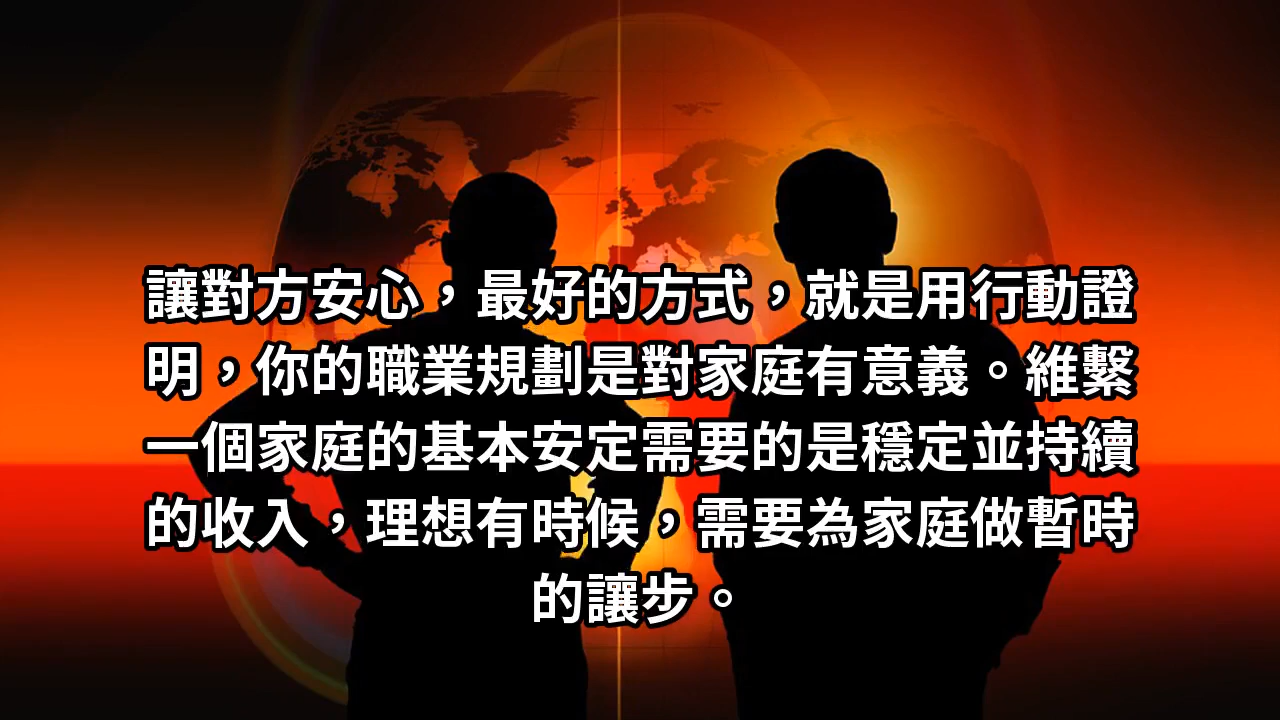 讓對方安心，最好的方式，就是用行動證
明，你的職業規劃是對家庭有意義。維繫
一個家庭的基本安定需要的是穩定並持續
的收入，理想有時候，需要為家庭做暫時
的讓步。